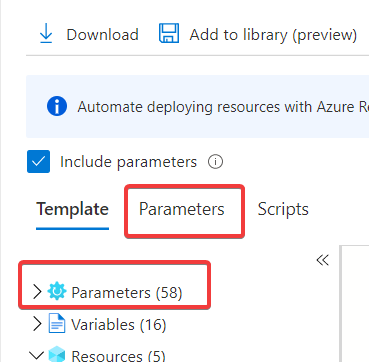 Download Add to library (preview)
Automate deploying resources with Azure Re
Include parameters
Template Parameters Scripts
Parameters (58)
Variables (16)
Resources (5)